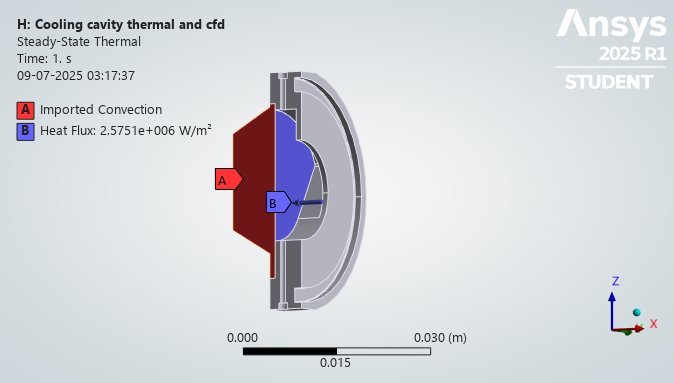 H: Cooling cavity thermal and cfd
Steady-State Thermal
Time: 1. s
09-07-2025 03:17:37
A Imported Convection
B Heat Flux: 2.5751e+006 W/m²
Ansys
2025 R1
STUDENT
A
B
Z
X
0.000 0.030 (m)
0.015